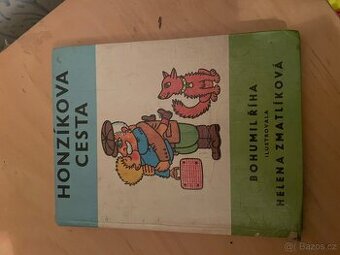 HONZÍKOVA
CESTA
BOHUMIL ŘÍHA
ILUSTROVALA
HELENA ZMATLÍKOVÁ
Bazos.cz